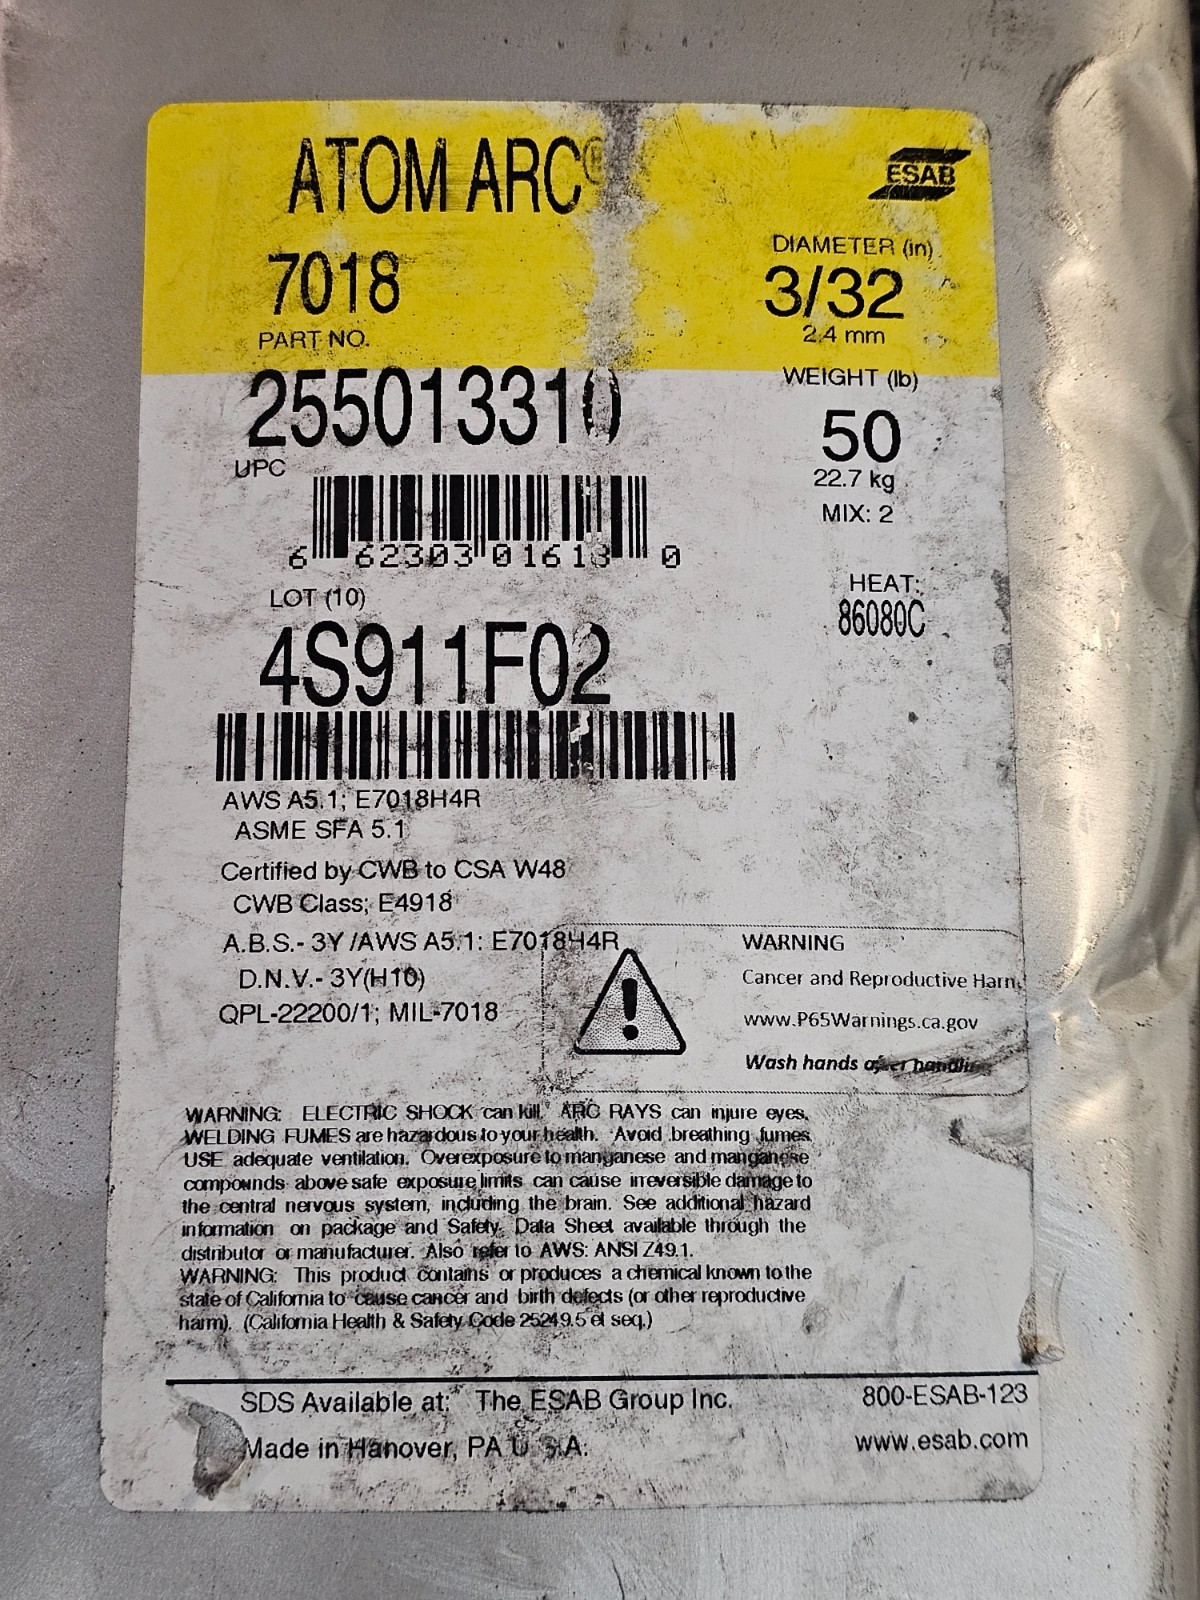 ATOM ARC®
ESAB
7018
DIAMETER (in)
3/32
2.4 mm
PART NO.
255013310
WEIGHT (lb)
50
22.7 kg
MIX: 2
UPC
6 62303 01613 0
LOT (10)
4S911F02
HEAT:
86080C
AWS A5.1; E7018H4R
ASME SFA 5.1
Certified by CWB to CSA W48
CWB Class; E4918
A.B.S.- 3Y /AWS A5.1: E7018H4R
D.N.V.- 3Y(H10)
QPL-22200/1; MIL-7018
WARNING
Cancer and Reproductive Harm
www.P65Warnings.ca.gov
Wash hands after handling
WARNING: ELECTRIC SHOCK can kill. ARC RAYS can injure eyes.
WELDING FUMES are hazardous to your health. Avoid breathing fumes
USE adequate ventilation. Overexposure to manganese and manganese
compounds above safe exposure limits can cause irreversible damage to
the central nervous system, including the brain. See additional hazard
information on package and Safety Data Sheet available through the
distributor or manufacturer. Also refer to AWS: ANSI Z49.1.
WARNING: This product contains or produces a chemical known to the
state of California to cause cancer and birth defects (or other reproductive
harm). (California Health & Safety Code 25249.5 et seq.)
SDS Available at: The ESAB Group Inc.
800-ESAB-123
Made in Hanover, PA U.S.A.
www.esab.com